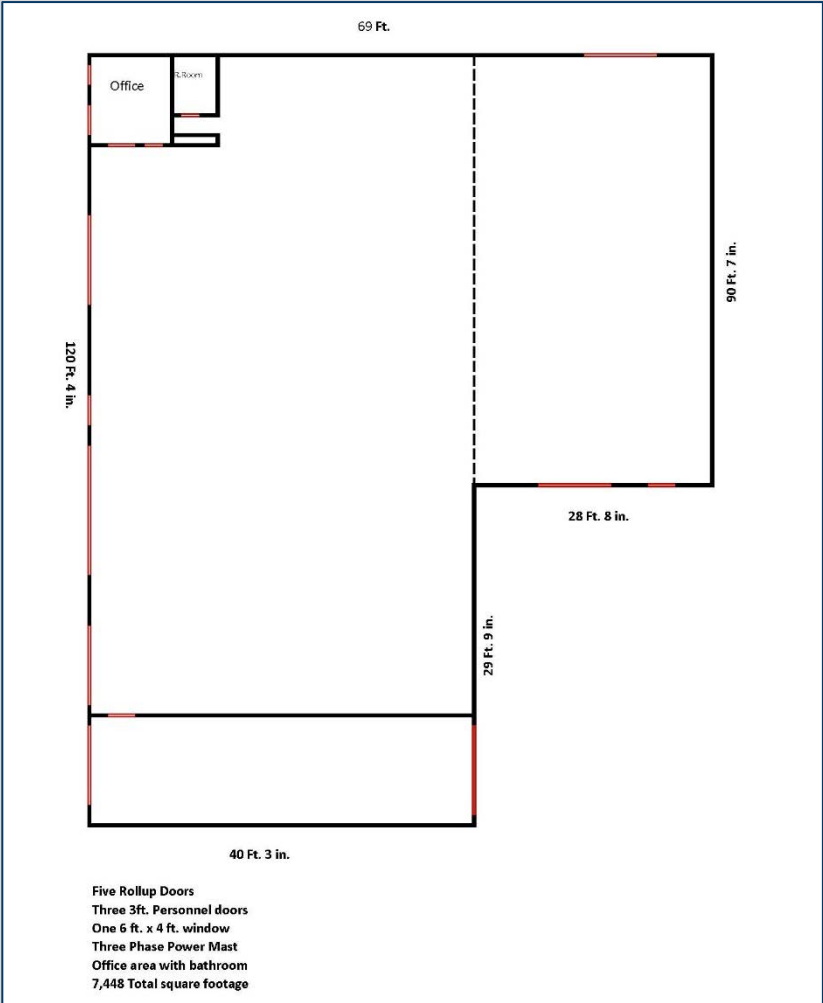 69 Ft.
Office
R.Room
90 Ft. 7 in.
120 Ft. 4 in.
28 Ft. 8 in.
29 Ft. 9 in.
40 Ft. 3 in.
Five Rollup Doors
Three 3ft. Personnel doors
One 6 ft. x 4 ft. window
Three Phase Power Mast
Office area with bathroom
7,448 Total square footage